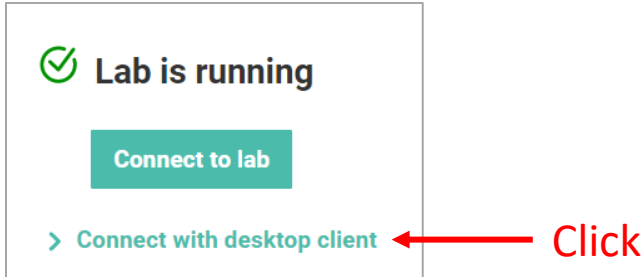 Lab is running
Connect to lab
Connect with desktop client
Click